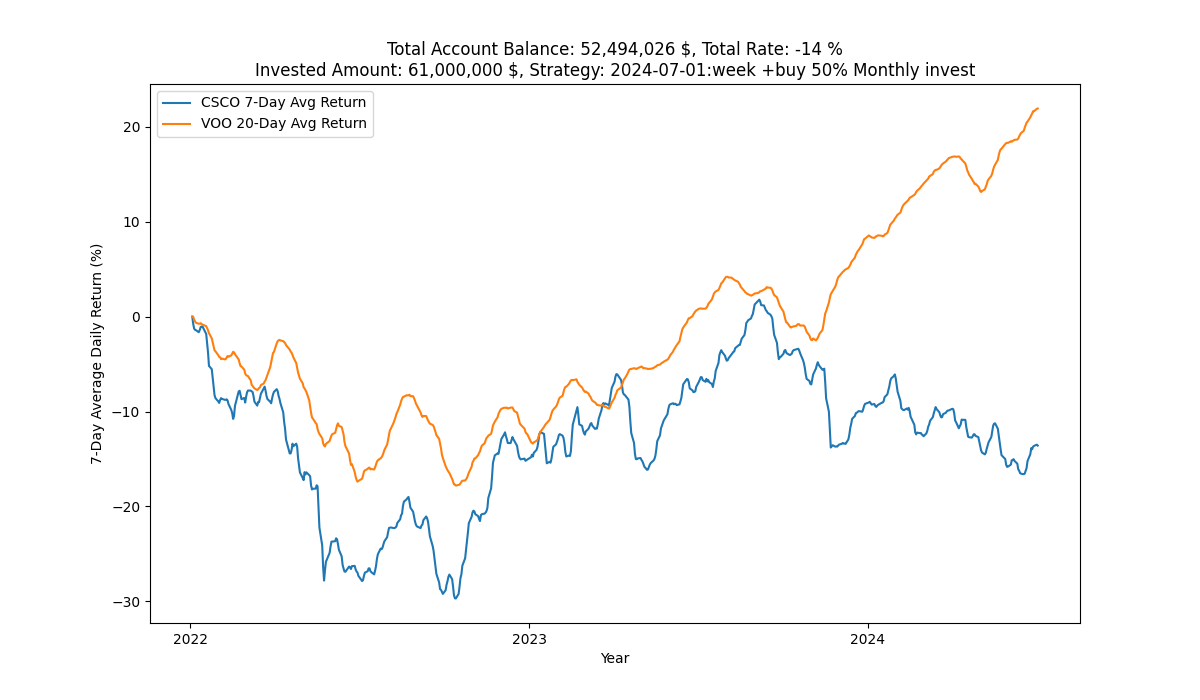 Total Account Balance: 52,494,026 $, Total Rate: -14 %
Invested Amount: 61,000,000 $, Strategy: 2024-07-01:week +buy 50% Monthly invest
CSCO 7-Day Avg Return
VOO 20-Day Avg Return
7-Day Average Daily Return (%)
20
10
0
−10
−20
−30
2022
2023
2024
Year